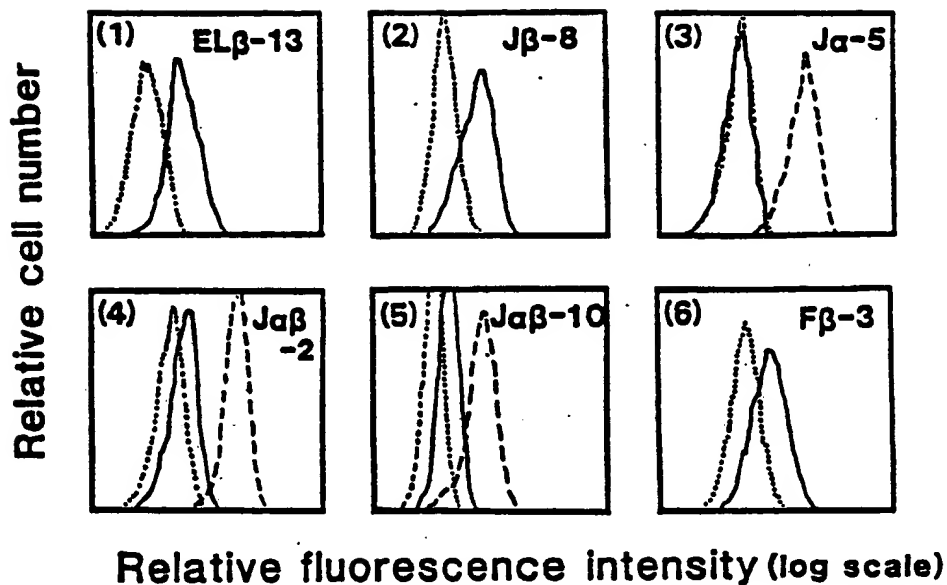 Relative cell number
(1) ELβ-13
(2) Jβ-8
(3) Jα-5
(4) Jαβ
-2
(5) Jαβ-10
(6) Fβ-3
Relative fluorescence intensity (log scale)